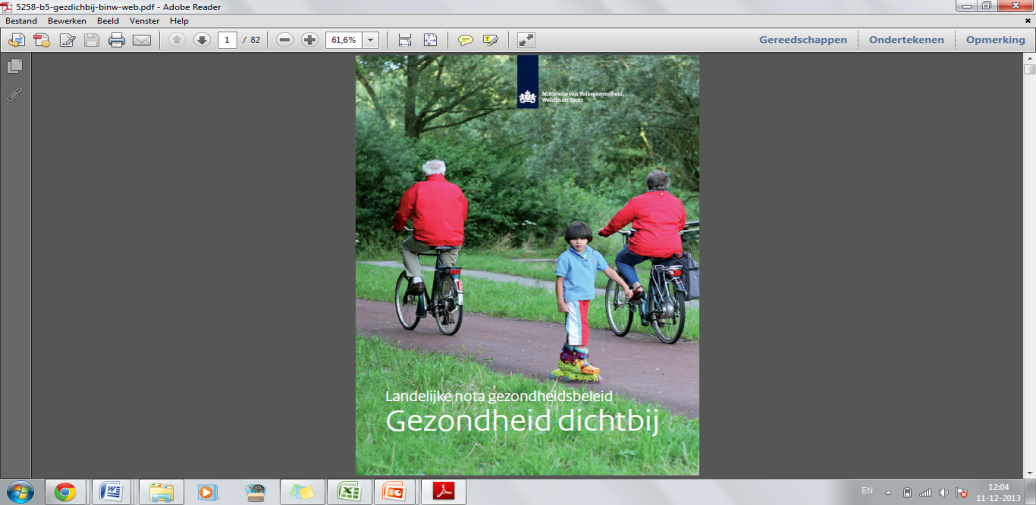 5258-b5-gezdichbij-binw-web.pdf - Adobe Reader
Bestand Bewerken Beeld Venster Help
1 / 82 61,6% Gereedschappen Ondertekenen Opmerking
Ministerie van Volksgezondheid,
Welzijn en Sport
Landelijke nota gezondheidsbeleid
Gezondheid dichtbij
EN 12:04
11-12-2013